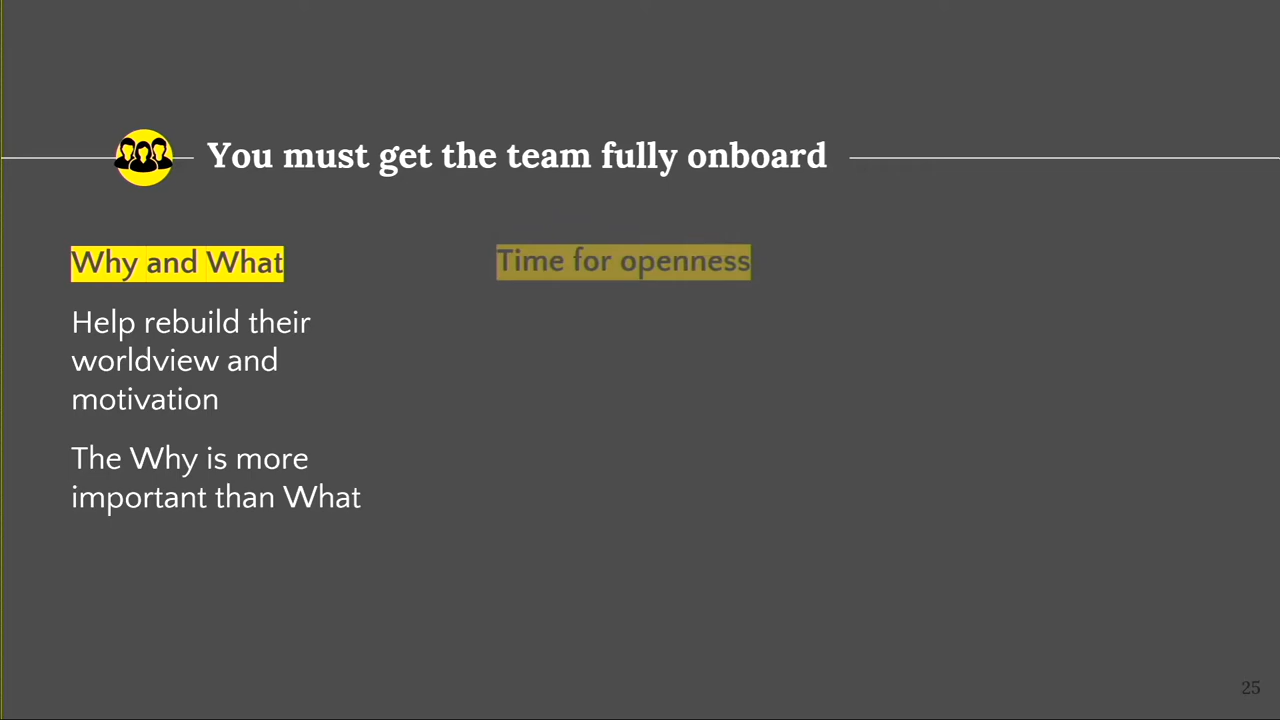 You must get the team fully onboard
Why and What
Help rebuild their
worldview and
motivation
The Why is more
important than What
Time for openness
25